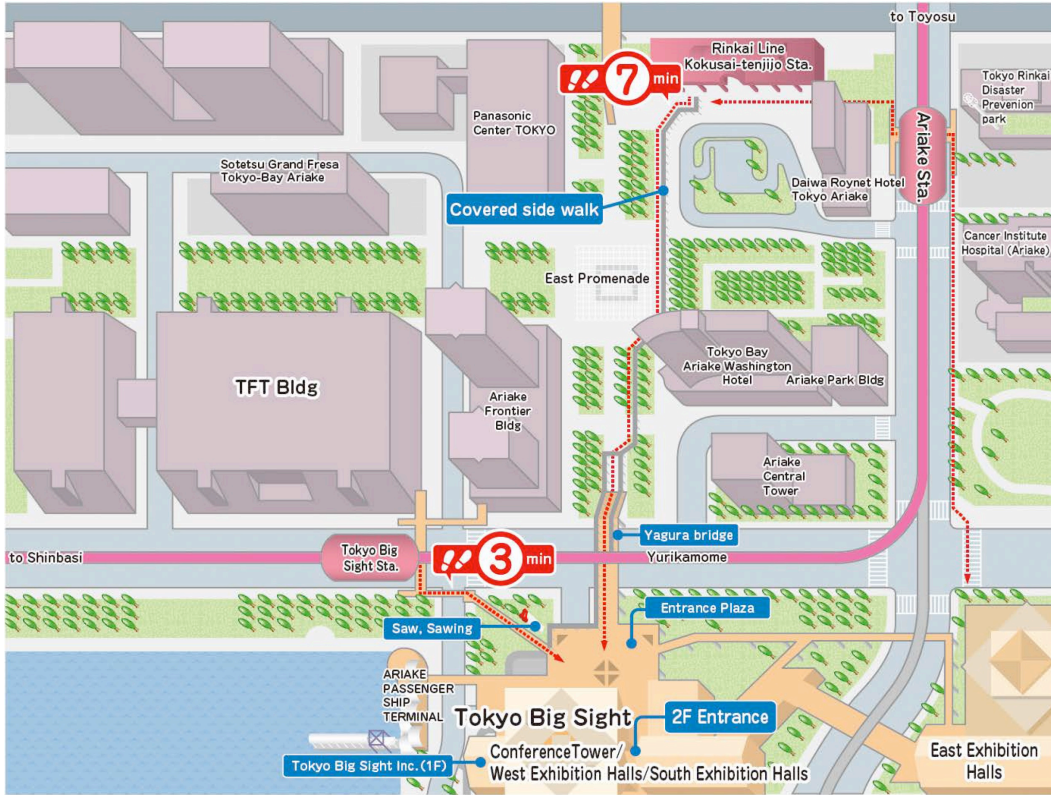 to Toyosu
Rinkai Line
Kokusai-tenjijo Sta.
7 min
Panasonic
Center TOKYO
Tokyo Rinkai
Disaster
Prevenion
park
Ariake Sta.
Sotetsu Grand Fresa
Tokyo-Bay Ariake
Daiwa Roynet Hotel
Tokyo Ariake
Covered side walk
Cancer Institute
Hospital (Ariake)
East Promenade
Tokyo Bay
Ariake Washington
Hotel
Ariake Park Bldg
TFT Bldg
Ariake
Frontier
Bldg
Ariake
Central
Tower
Yagura bridge
to Shinbasi
Tokyo Big
Sight Sta.
3 min
Yurikamome
Entrance Plaza
Saw, Sawing
ARIAKE
PASSENGER
SHIP
TERMINAL
Tokyo Big Sight
2F Entrance
Tokyo Big Sight Inc.(1F)
ConferenceTower/
West Exhibition Halls/South Exhibition Halls
East Exhibition
Halls